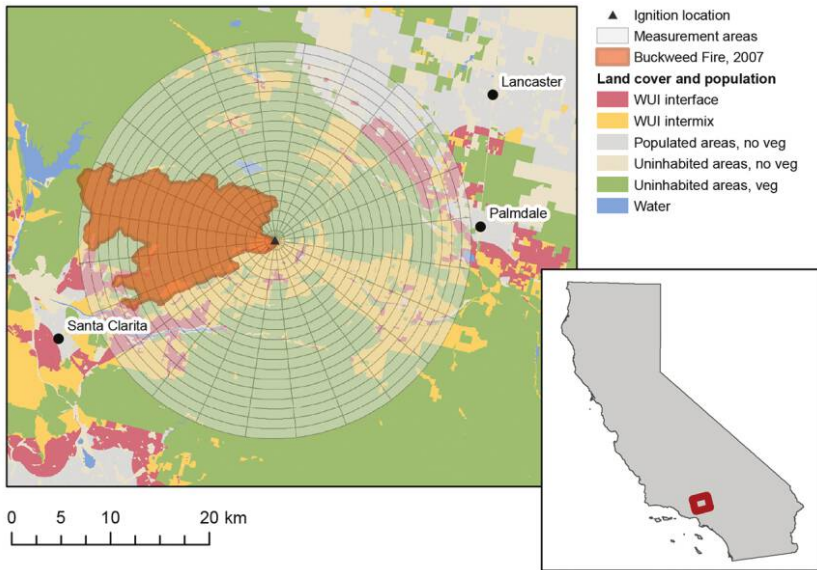 Ignition location
Measurement areas
Buckweed Fire, 2007
Land cover and population
WUI interface
WUI intermix
Populated areas, no veg
Uninhabited areas, no veg
Uninhabited areas, veg
Water
Lancaster
Palmdale
Santa Clarita
0 5 10 20 km